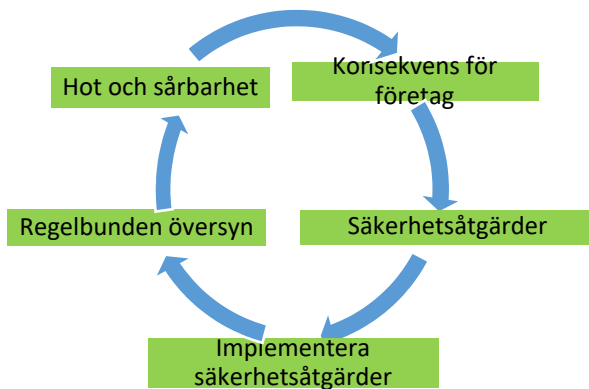 Hot och sårbarhet
Konsekvens för
företag
Säkerhetsåtgärder
Implementera
säkerhetsåtgärder
Regelbunden översyn